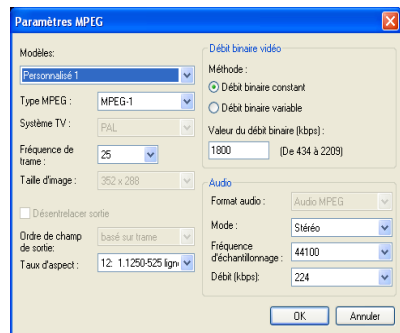 Paramètres MPEG
Modèles:
Personnalisé 1
Type MPEG :
MPEG-1
Système TV :
PAL
Fréquence de
trame :
25
Taille d'image :
352 x 288
Désentrelacer sortie
Ordre de champ
de sortie:
basé sur trame
Taux d'aspect :
12: 1.1250-525 lign
Débit binaire vidéo
Méthode :
Débit binaire constant
Débit binaire variable
Valeur du débit binaire (kbps) :
1800
(De 434 à 2209)
Audio
Format audio :
Audio MPEG
Mode :
Stéréo
Fréquence
d'échantillonnage :
44100
Débit (kbps):
224
OK
Annuler